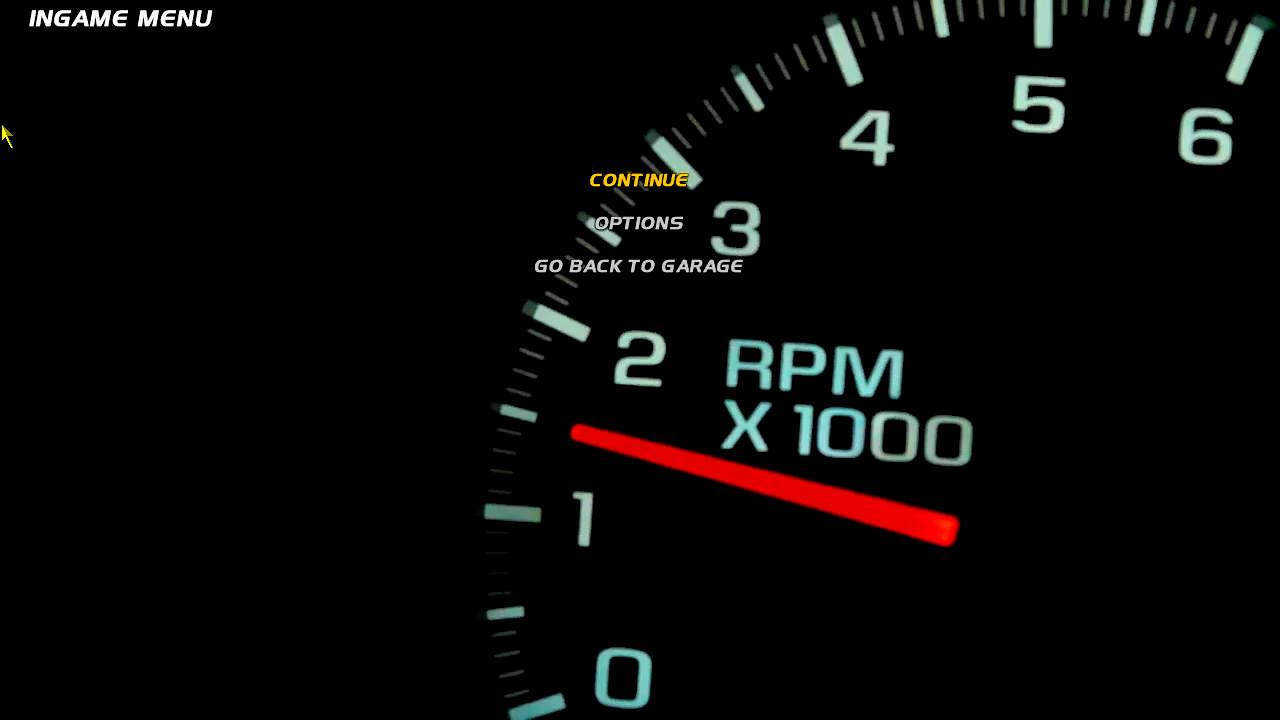 INGAME MENU
4
5
6
CONTINUE
OPTIONS
3
GO BACK TO GARAGE
2
RPM
X 1000
1
0